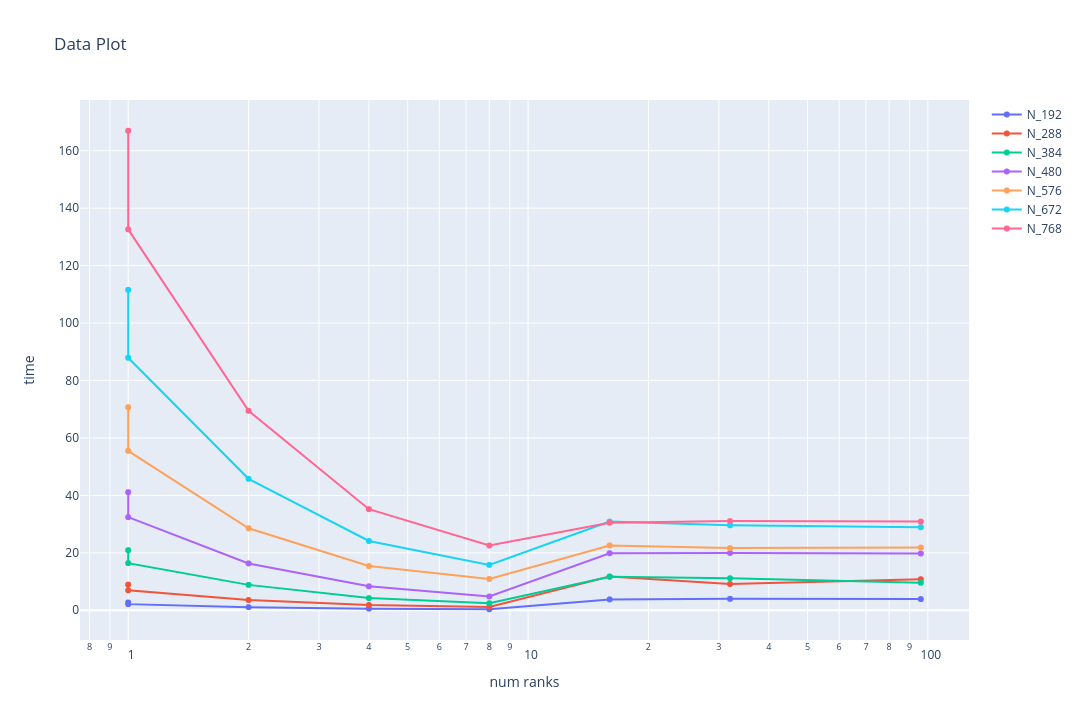 Data Plot
N_192
N_288
N_384
N_480
N_576
N_672
N_768
160
140
120
100
80
60
40
20
0
time
8 9 2 3 4 5 6 7 8 9 2 3 4 5 6 7 8 9
1 10 100
num ranks